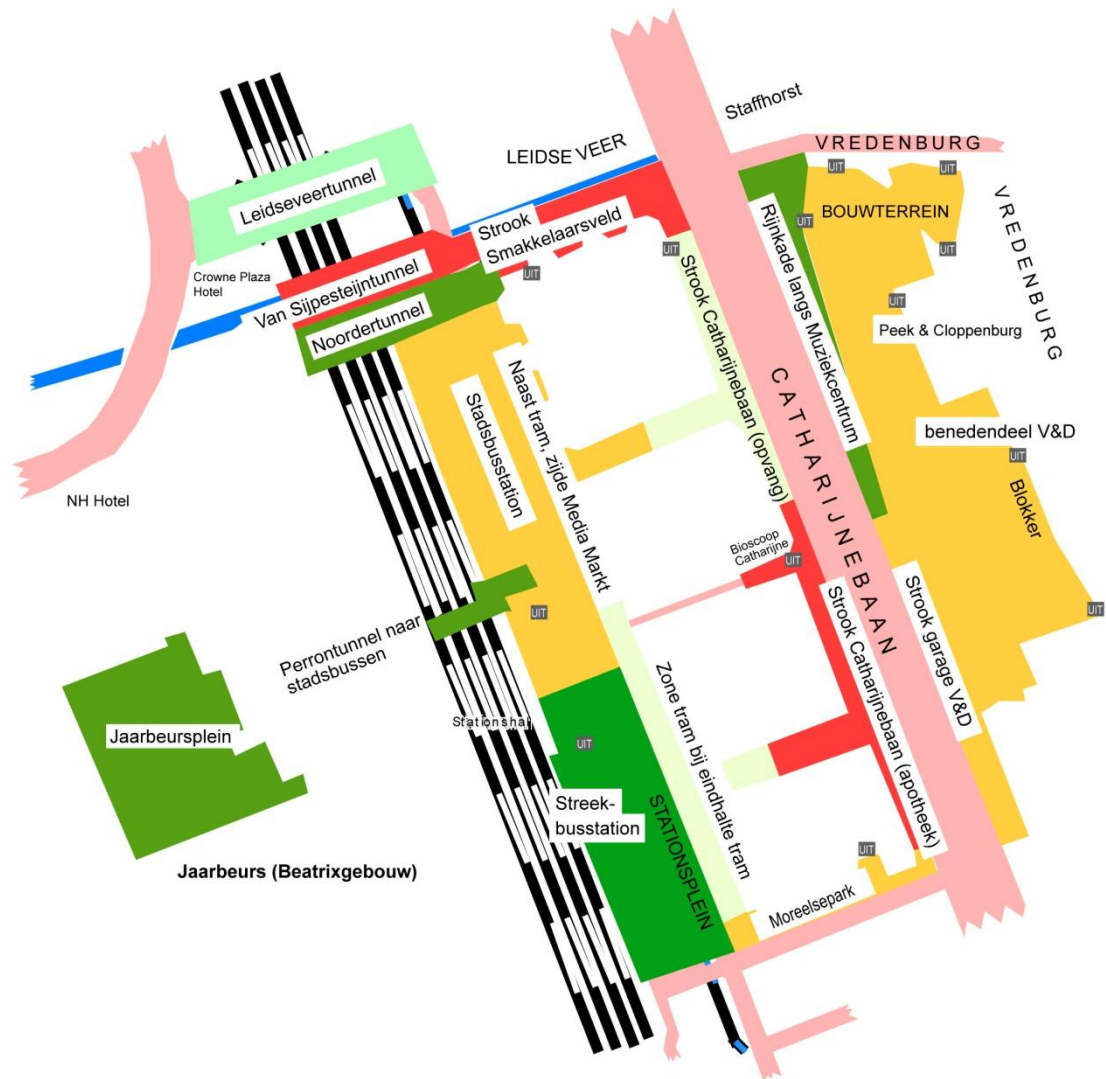 Staffhorst
VREDENBURG
LEIDSE VEER
Leidseveertunnel
UIT
UIT
BOUWTERREIN
UIT
Strook
Smakkelaarsveld
Rijnkade langs Muziekcentrum
VREDENBURG
UIT
UIT
Crowne Plaza
Hotel
Van Sijpesteijntunnel
UIT
UIT
Noordertunnel
Strook Catharijnebaan (opvang)
Peek & Cloppenburg
Naast tram, zijde Media Markt
Stadsbusstation
CATHARIJNEBAAN
benedendeel V&D
UIT
Blokker
NH Hotel
Bioscoop
Catharijne
UIT
Strook garage V&D
Strook Catharijnebaan (apotheek)
UIT
UIT
Perrontunnel naar
stadsbussen
Zone tram bij eindhalte tram
Stationshal
Jaarbeursplein
UIT
Streek-
busstation
STATIONSPLEIN
UIT
Jaarbeurs (Beatrixgebouw)
Moreelsepark